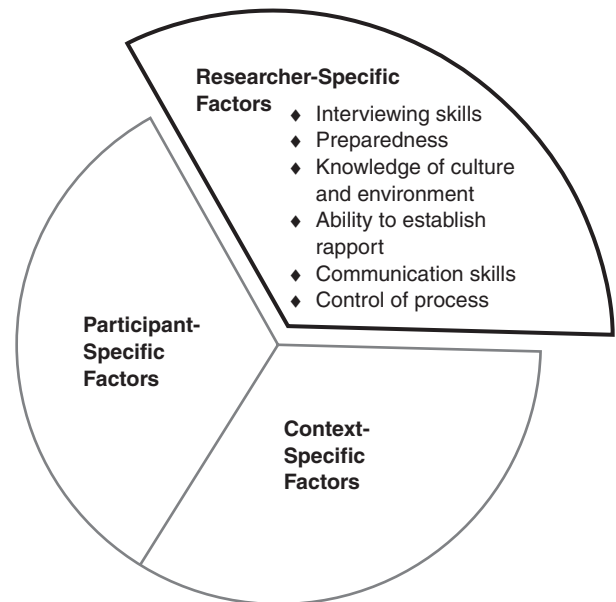 Researcher-Specific
Factors
♦ Interviewing skills
♦ Preparedness
♦ Knowledge of culture
and environment
♦ Ability to establish
rapport
♦ Communication skills
♦ Control of process
Participant-
Specific
Factors
Context-
Specific
Factors